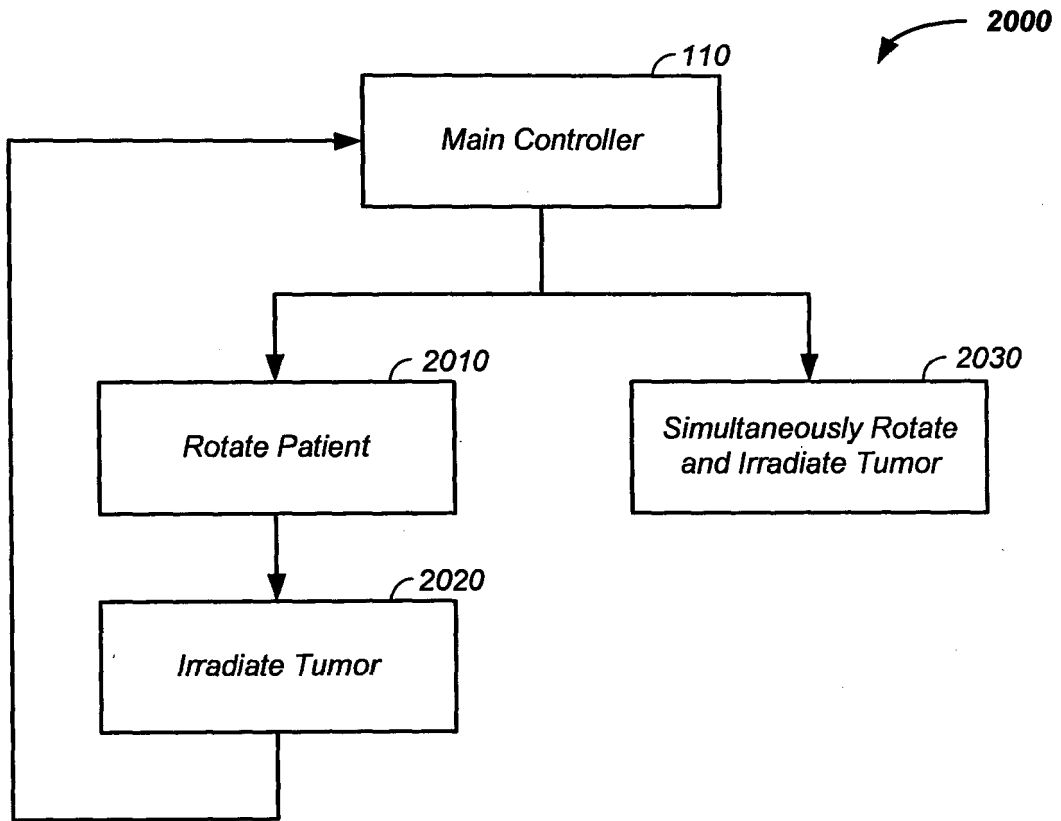 2000
110
Main Controller
2010
Rotate Patient
2030
Simultaneously Rotate
and Irradiate Tumor
2020
Irradiate Tumor